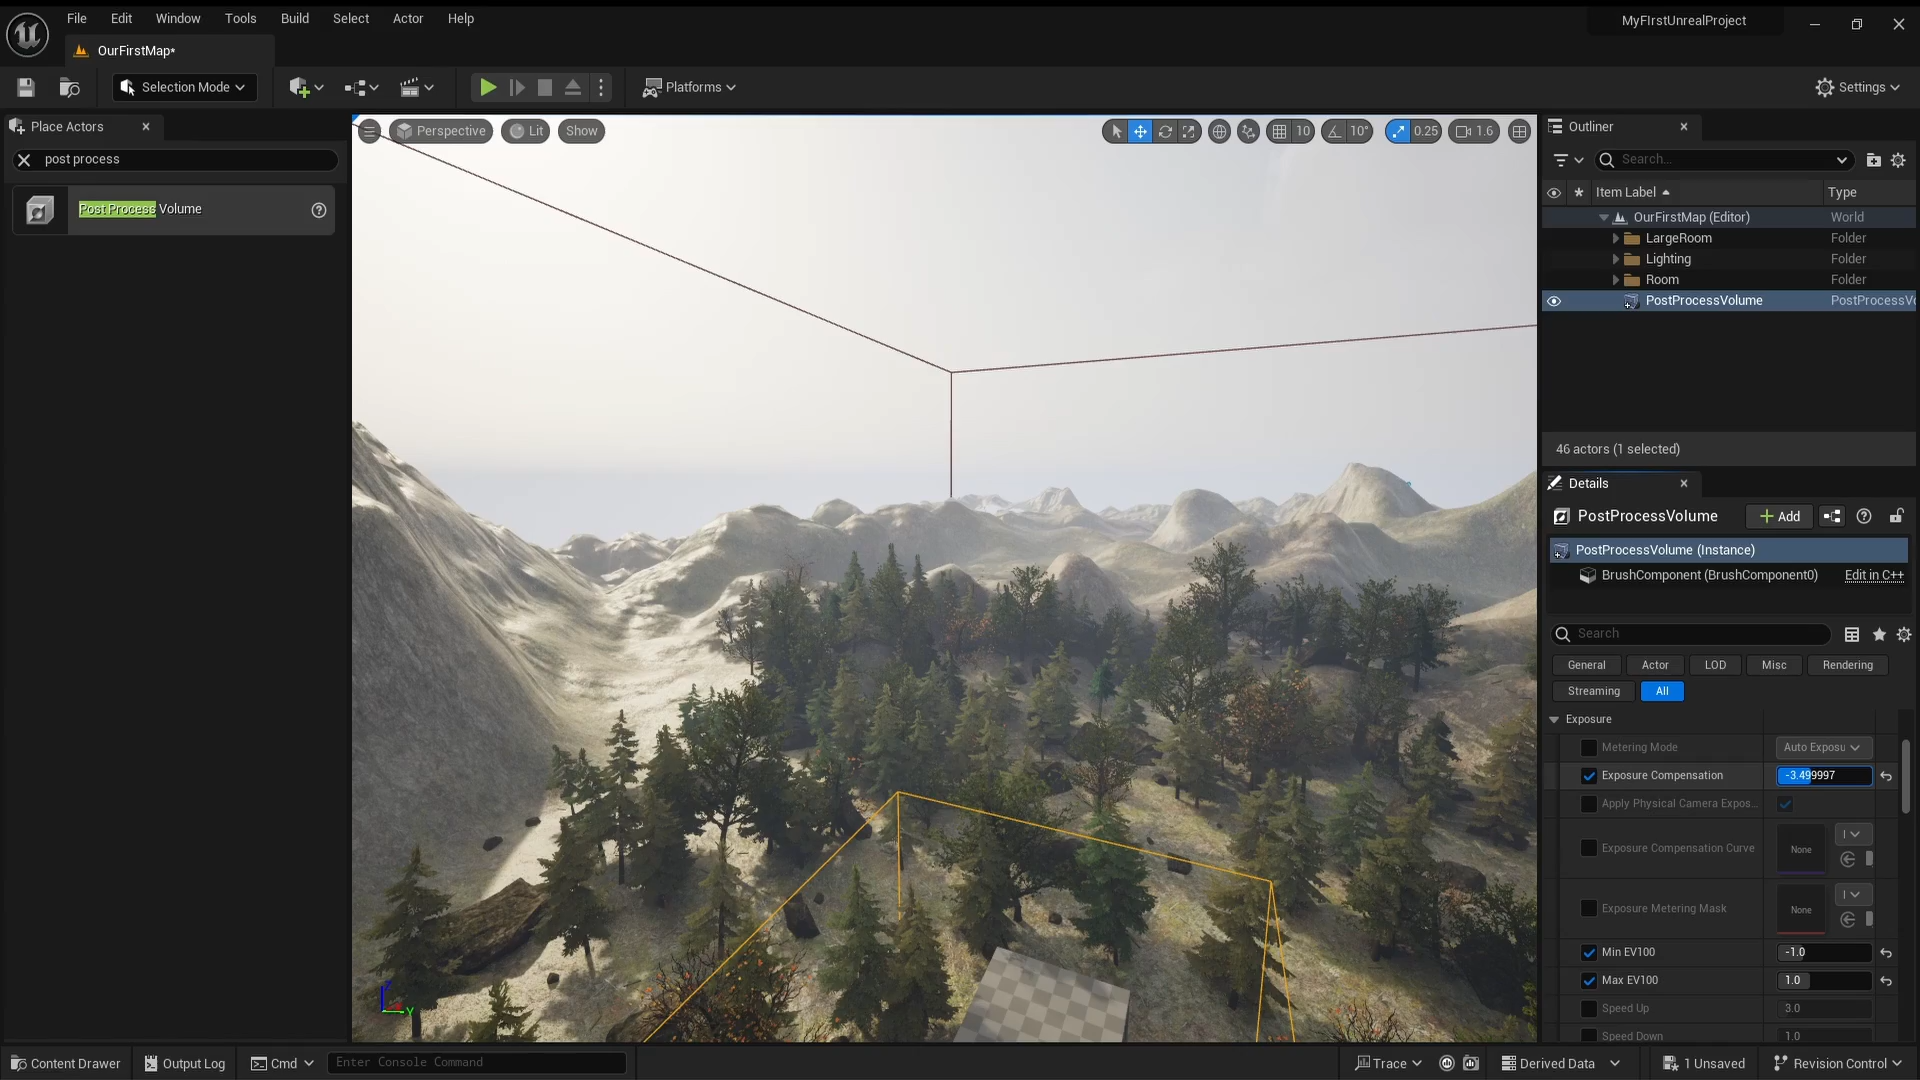 File Edit Window Tools Build Select Actor Help
MyFIrstUnrealProject
OurFirstMap*
Selection Mode
Platforms
Settings
Place Actors
post process
Post Process Volume
Perspective
Lit
Show
10
10°
0.25
1.6
Outliner
Search...
Item Label
Type
OurFirstMap (Editor) World
LargeRoom Folder
Lighting Folder
Room Folder
PostProcessVolume PostProcessVo
46 actors (1 selected)
Details
PostProcessVolume
Add
PostProcessVolume (Instance)
BrushComponent (BrushComponent0) Edit in C++
Search
General Actor LOD Misc Rendering
Streaming All
Exposure
Metering Mode Auto Exposu
Exposure Compensation -3.499997
Apply Physical Camera Expos...
Exposure Compensation Curve None
Exposure Metering Mask None
Min EV100 -1.0
Max EV100 1.0
Speed Up 3.0
Speed Down 1.0
Content Drawer
Output Log
Cmd
Enter Console Command
Trace
Derived Data
1 Unsaved
Revision Control